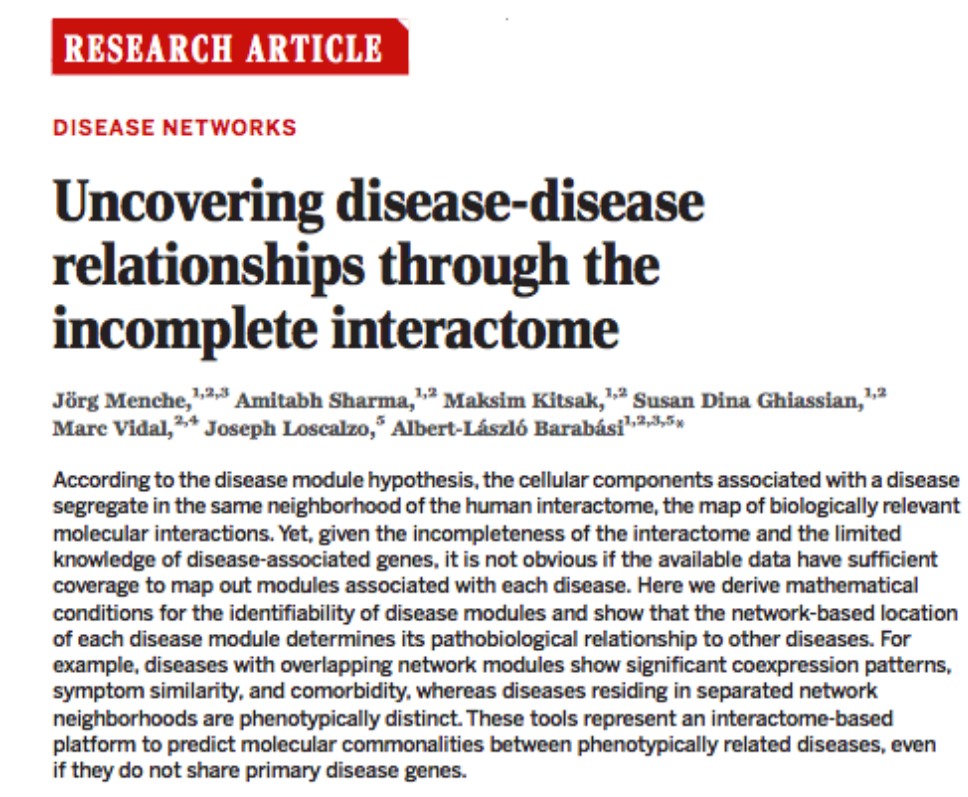 RESEARCH ARTICLE
DISEASE NETWORKS
Uncovering disease-disease
relationships through the
incomplete interactome
Jörg Menche,1,2,3 Amitabh Sharma,1,2 Maksim Kitsak,1,2 Susan Dina Ghiassian,1,2
Marc Vidal,2,4 Joseph Loscalzo,5 Albert-László Barabási1,2,3,5*
According to the disease module hypothesis, the cellular components associated with a disease
segregate in the same neighborhood of the human interactome, the map of biologically relevant
molecular interactions. Yet, given the incompleteness of the interactome and the limited
knowledge of disease-associated genes, it is not obvious if the available data have sufficient
coverage to map out modules associated with each disease. Here we derive mathematical
conditions for the identifiability of disease modules and show that the network-based location
of each disease module determines its pathobiological relationship to other diseases. For
example, diseases with overlapping network modules show significant coexpression patterns,
symptom similarity, and comorbidity, whereas diseases residing in separated network
neighborhoods are phenotypically distinct. These tools represent an interactome-based
platform to predict molecular commonalities between phenotypically related diseases, even
if they do not share primary disease genes.